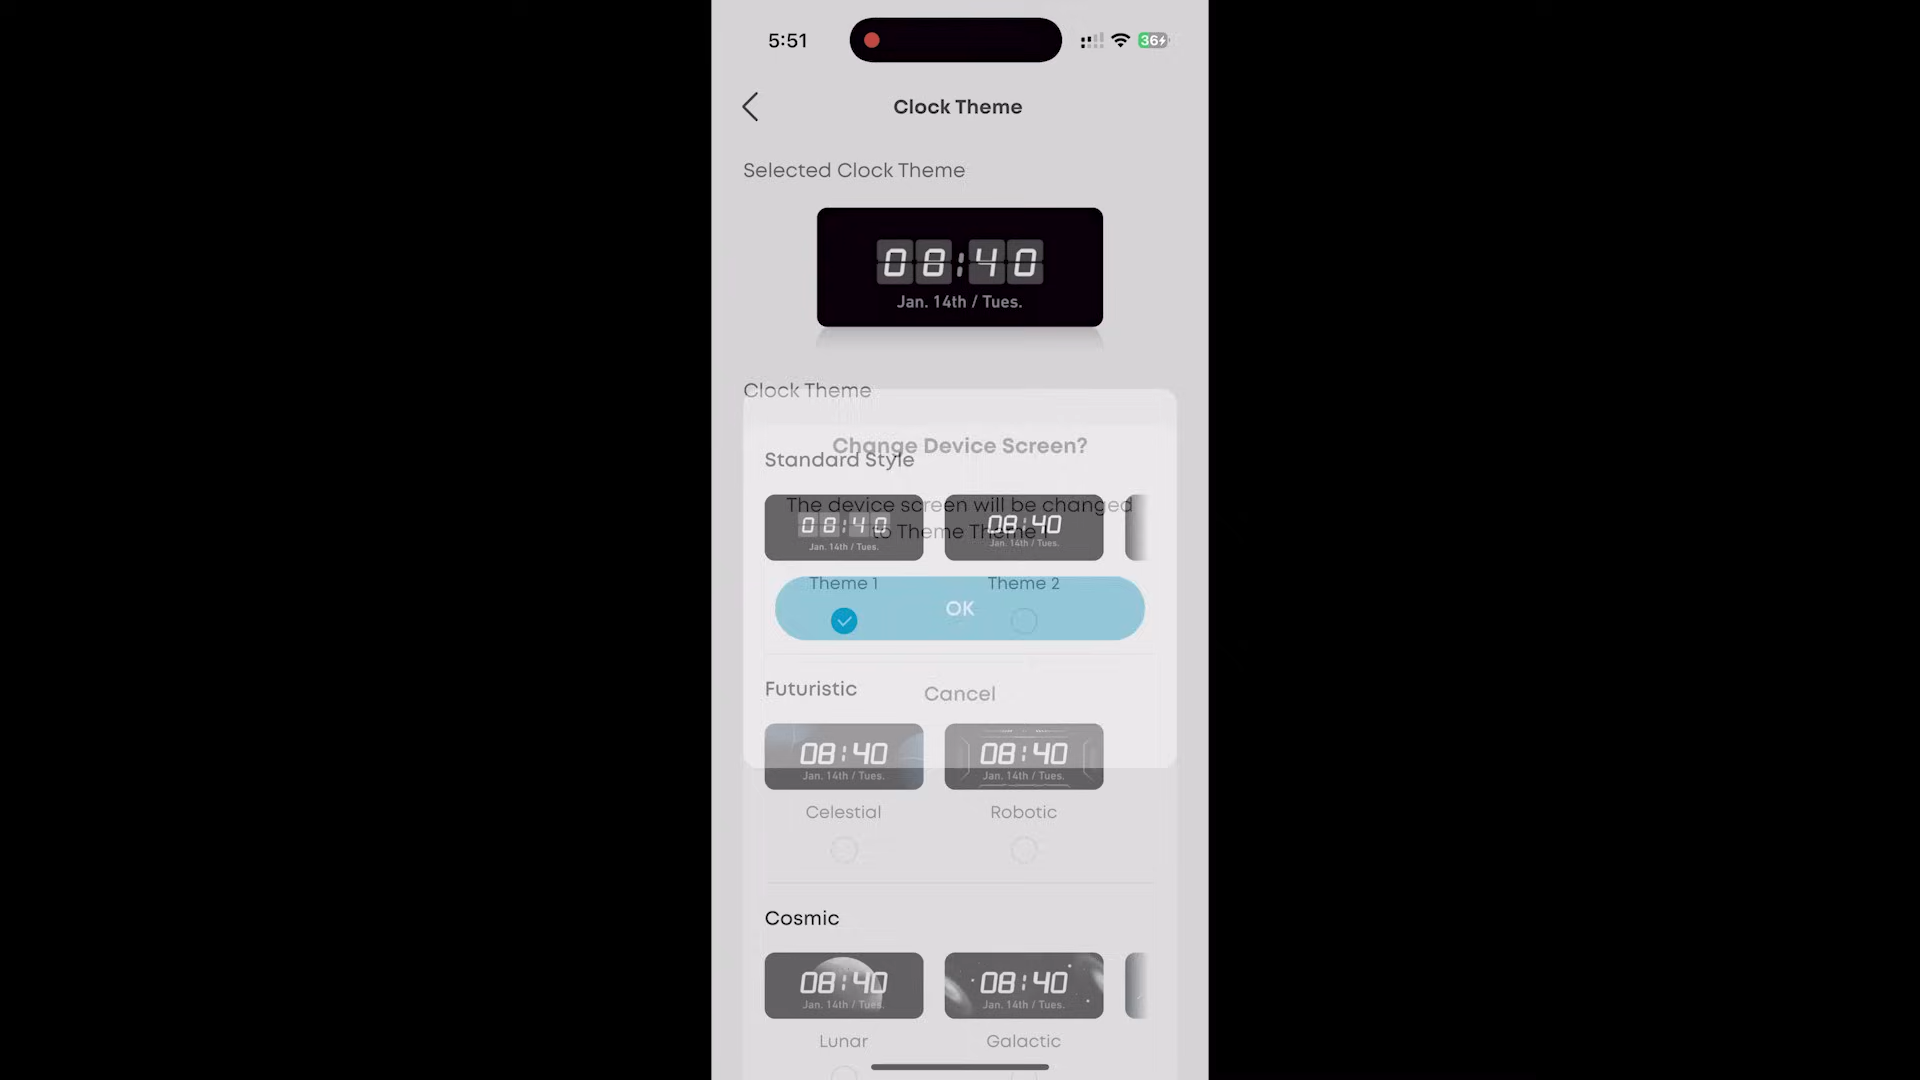 5:51
36
Clock Theme
Selected Clock Theme
08:40
Jan. 14th / Tues.
Clock Theme
Change Device Screen?
Standard Style
The device screen will be changed
to Theme Theme 1
08:40
Jan. 14th / Tues.
08:40
Jan. 14th / Tues.
Theme 1
Theme 2
OK
Futuristic
Cancel
08:40
Jan. 14th / Tues.
08:40
Jan. 14th / Tues.
Celestial
Robotic
Cosmic
08:40
Jan. 14th / Tues.
08:40
Jan. 14th / Tues.
Lunar
Galactic